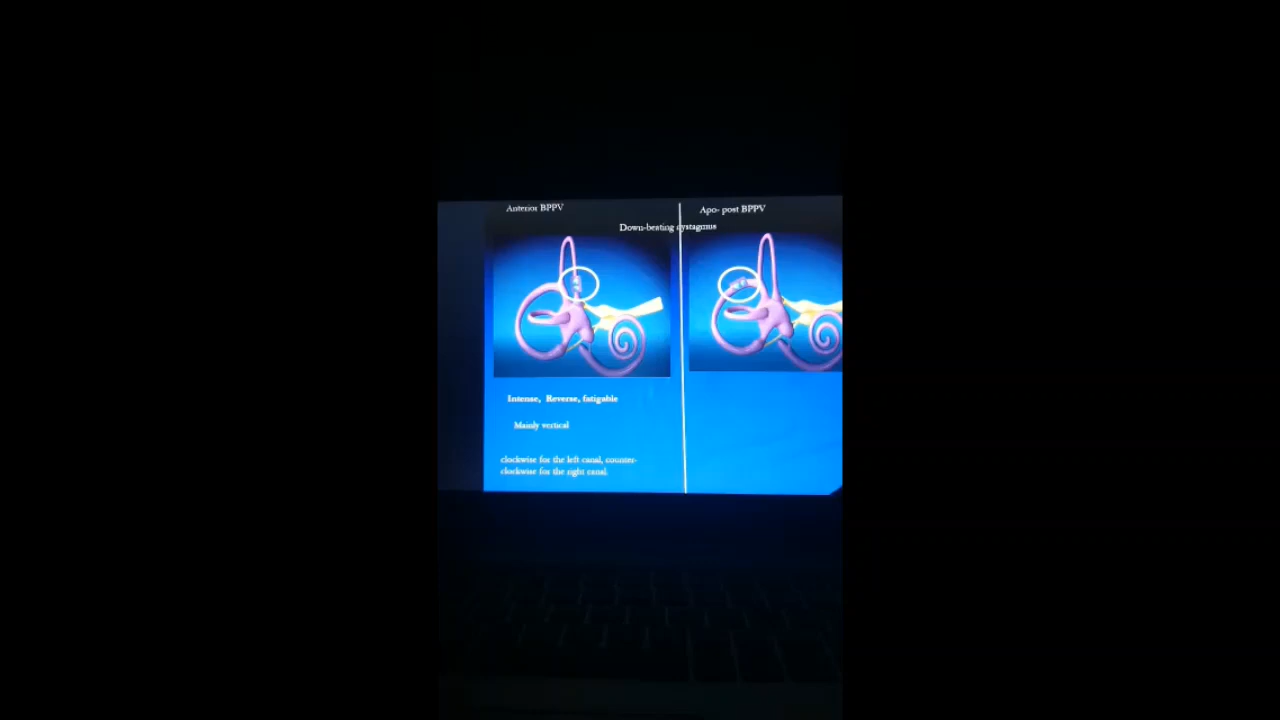 Anterior BPPV
Apo- post BPPV
Down-beating nystagmus
Intense, Reverse, fatigable
Mainly vertical
clockwise for the left canal, counter-
clockwise for the right canal.